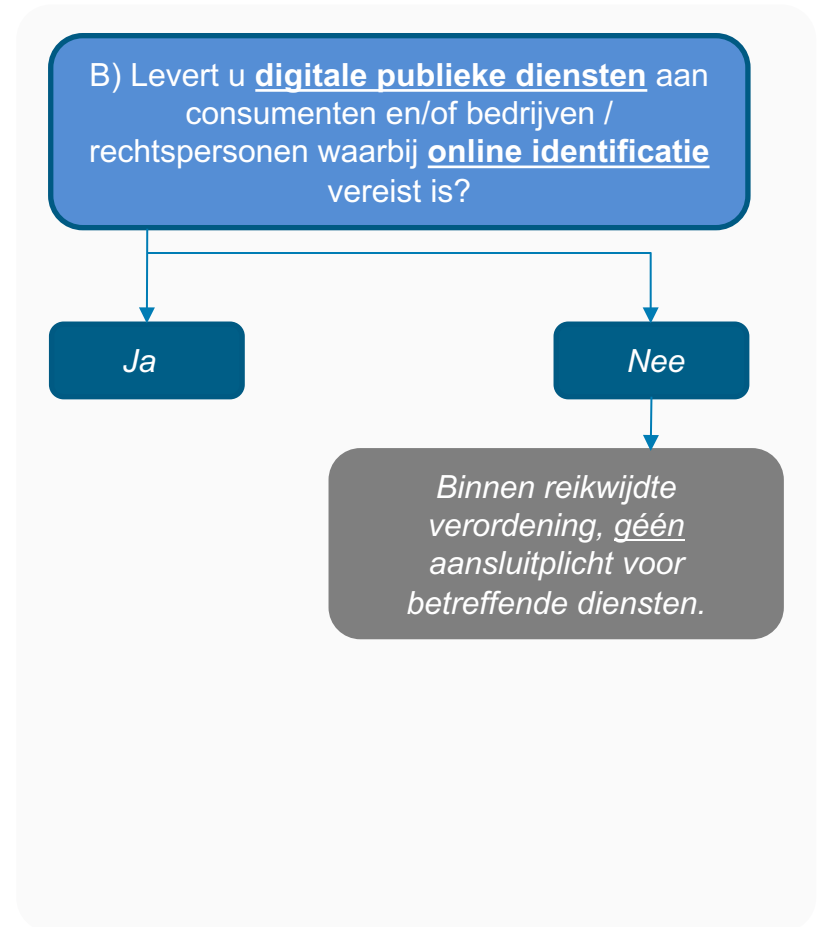 B) Levert u digitale publieke diensten aan
consumenten en/of bedrijven /
rechtspersonen waarbij online identificatie
vereist is?
Ja
Nee
Binnen reikwijdte
verordening, géén
aansluitplicht voor
betreffende diensten.